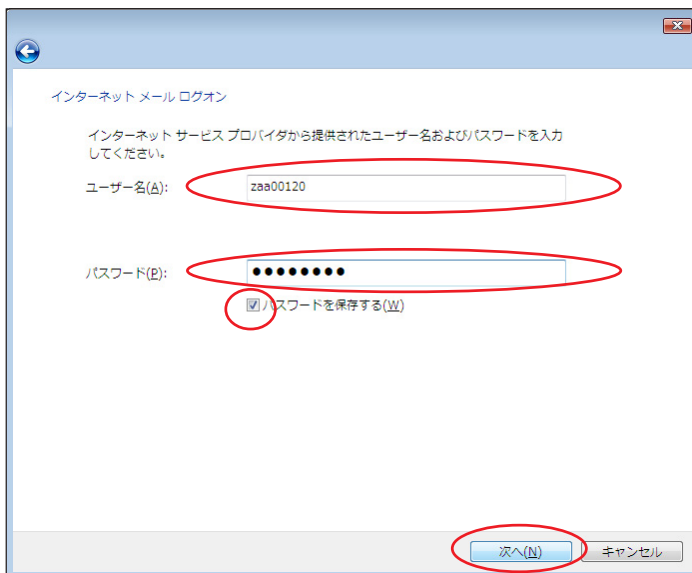 インターネット メール ログオン
インターネット サービス プロバイダから提供されたユーザー名およびパスワードを入力
してください。
ユーザー名(A):
zaa00120
パスワード(P):
●●●●●●●●
パスワードを保存する(W)
次へ(N)
キャンセル